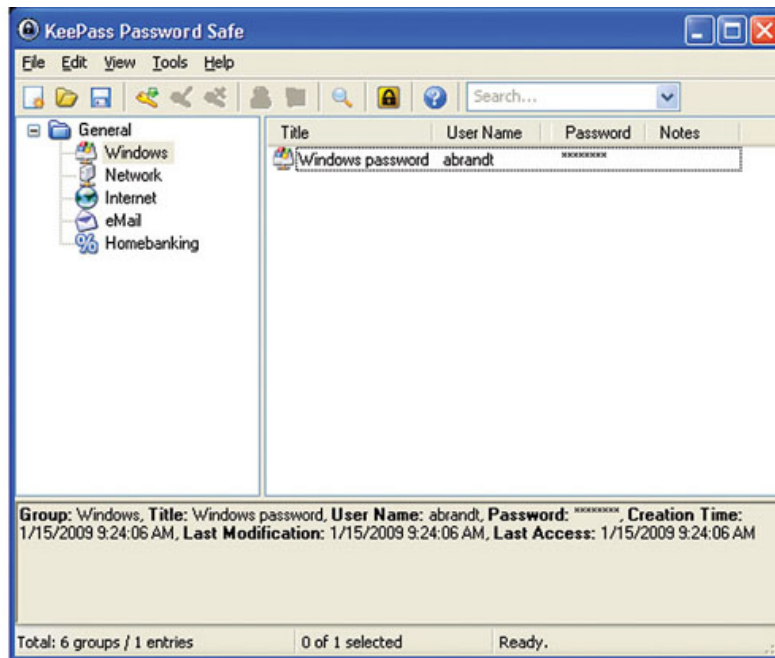 KeePass Password Safe
File Edit View Tools Help
Search...
General
Windows
Network
Internet
eMail
Homebanking
Title User Name Password Notes
Windows password abrandt ********
Group: Windows, Title: Windows password, User Name: abrandt, Password: ********, Creation Time:
1/15/2009 9:24:06 AM, Last Modification: 1/15/2009 9:24:06 AM, Last Access: 1/15/2009 9:24:06 AM
Total: 6 groups / 1 entries 0 of 1 selected Ready.